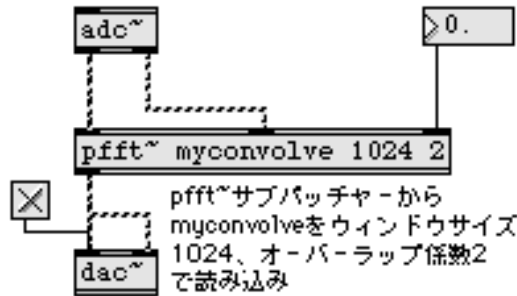 adc~
0.
pfft~ myconvolve 1024 2
pfft~サブパッチャーから
myconvolveをウィンドウサイズ
1024、オーバーラップ係数2
で読み込み
dac~